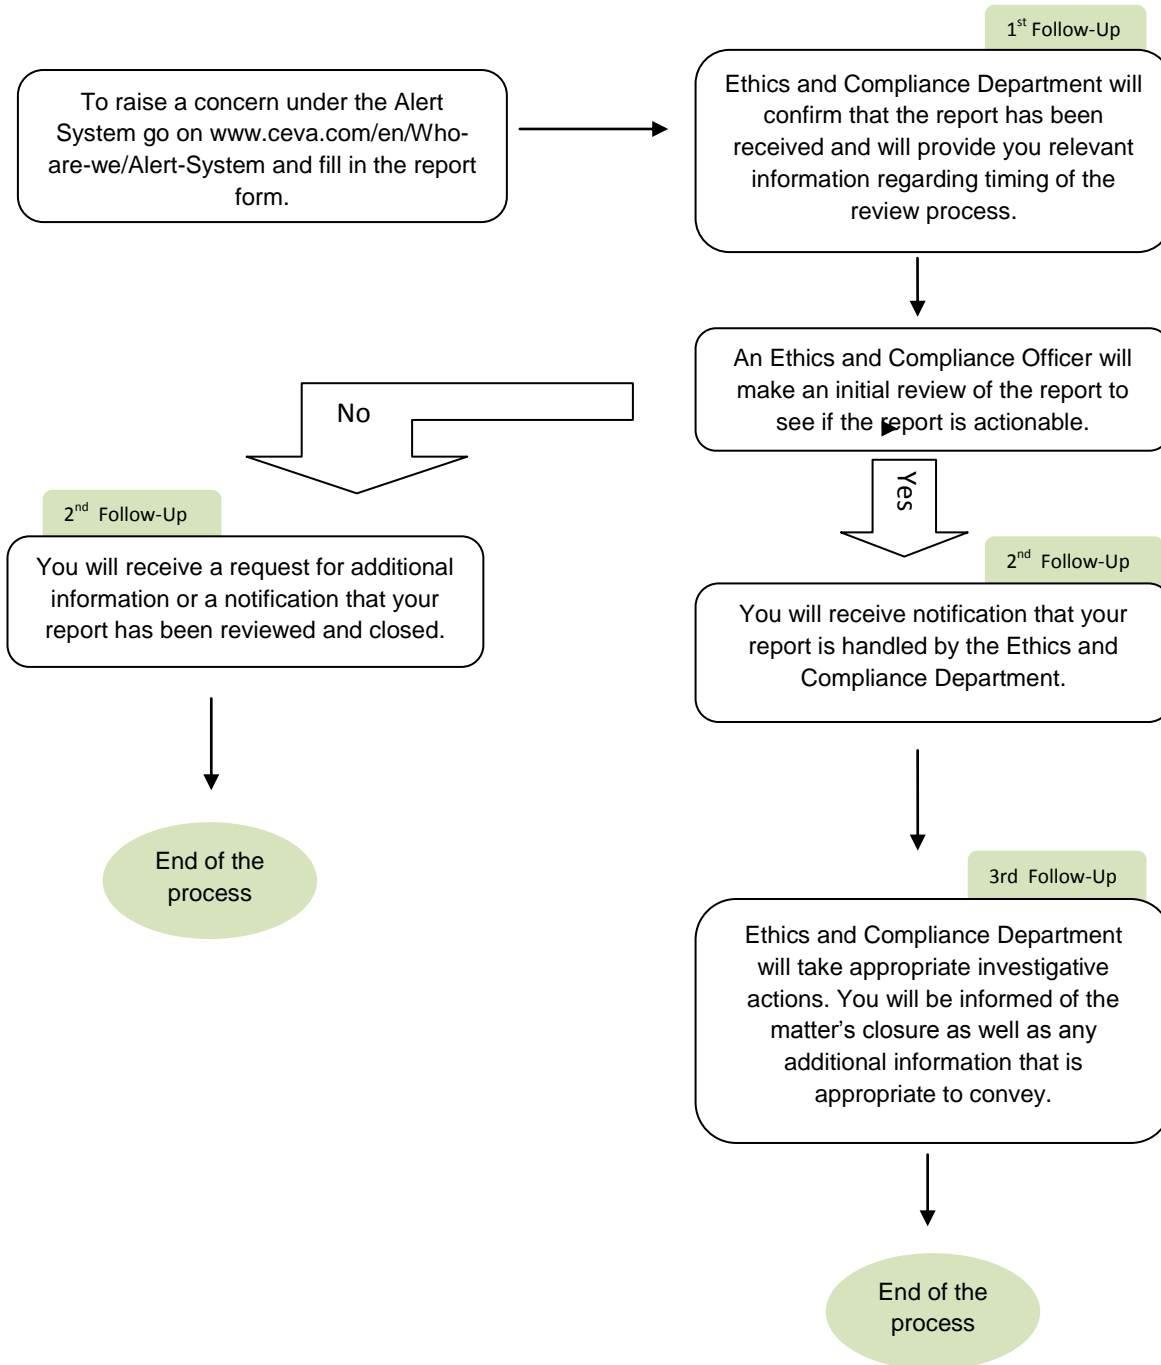 To raise a concern under the Alert
System go on www.ceva.com/en/Who-
are-we/Alert-System and fill in the report
form.
1st Follow-Up
Ethics and Compliance Department will
confirm that the report has been
received and will provide you relevant
information regarding timing of the
review process.
An Ethics and Compliance Officer will
make an initial review of the report to
see if the report is actionable.
No
Yes
2nd Follow-Up
You will receive a request for additional
information or a notification that your
report has been reviewed and closed.
End of the
process
2nd Follow-Up
You will receive notification that your
report is handled by the Ethics and
Compliance Department.
3rd Follow-Up
Ethics and Compliance Department
will take appropriate investigative
actions. You will be informed of the
matter’s closure as well as any
additional information that is
appropriate to convey.
End of the
process